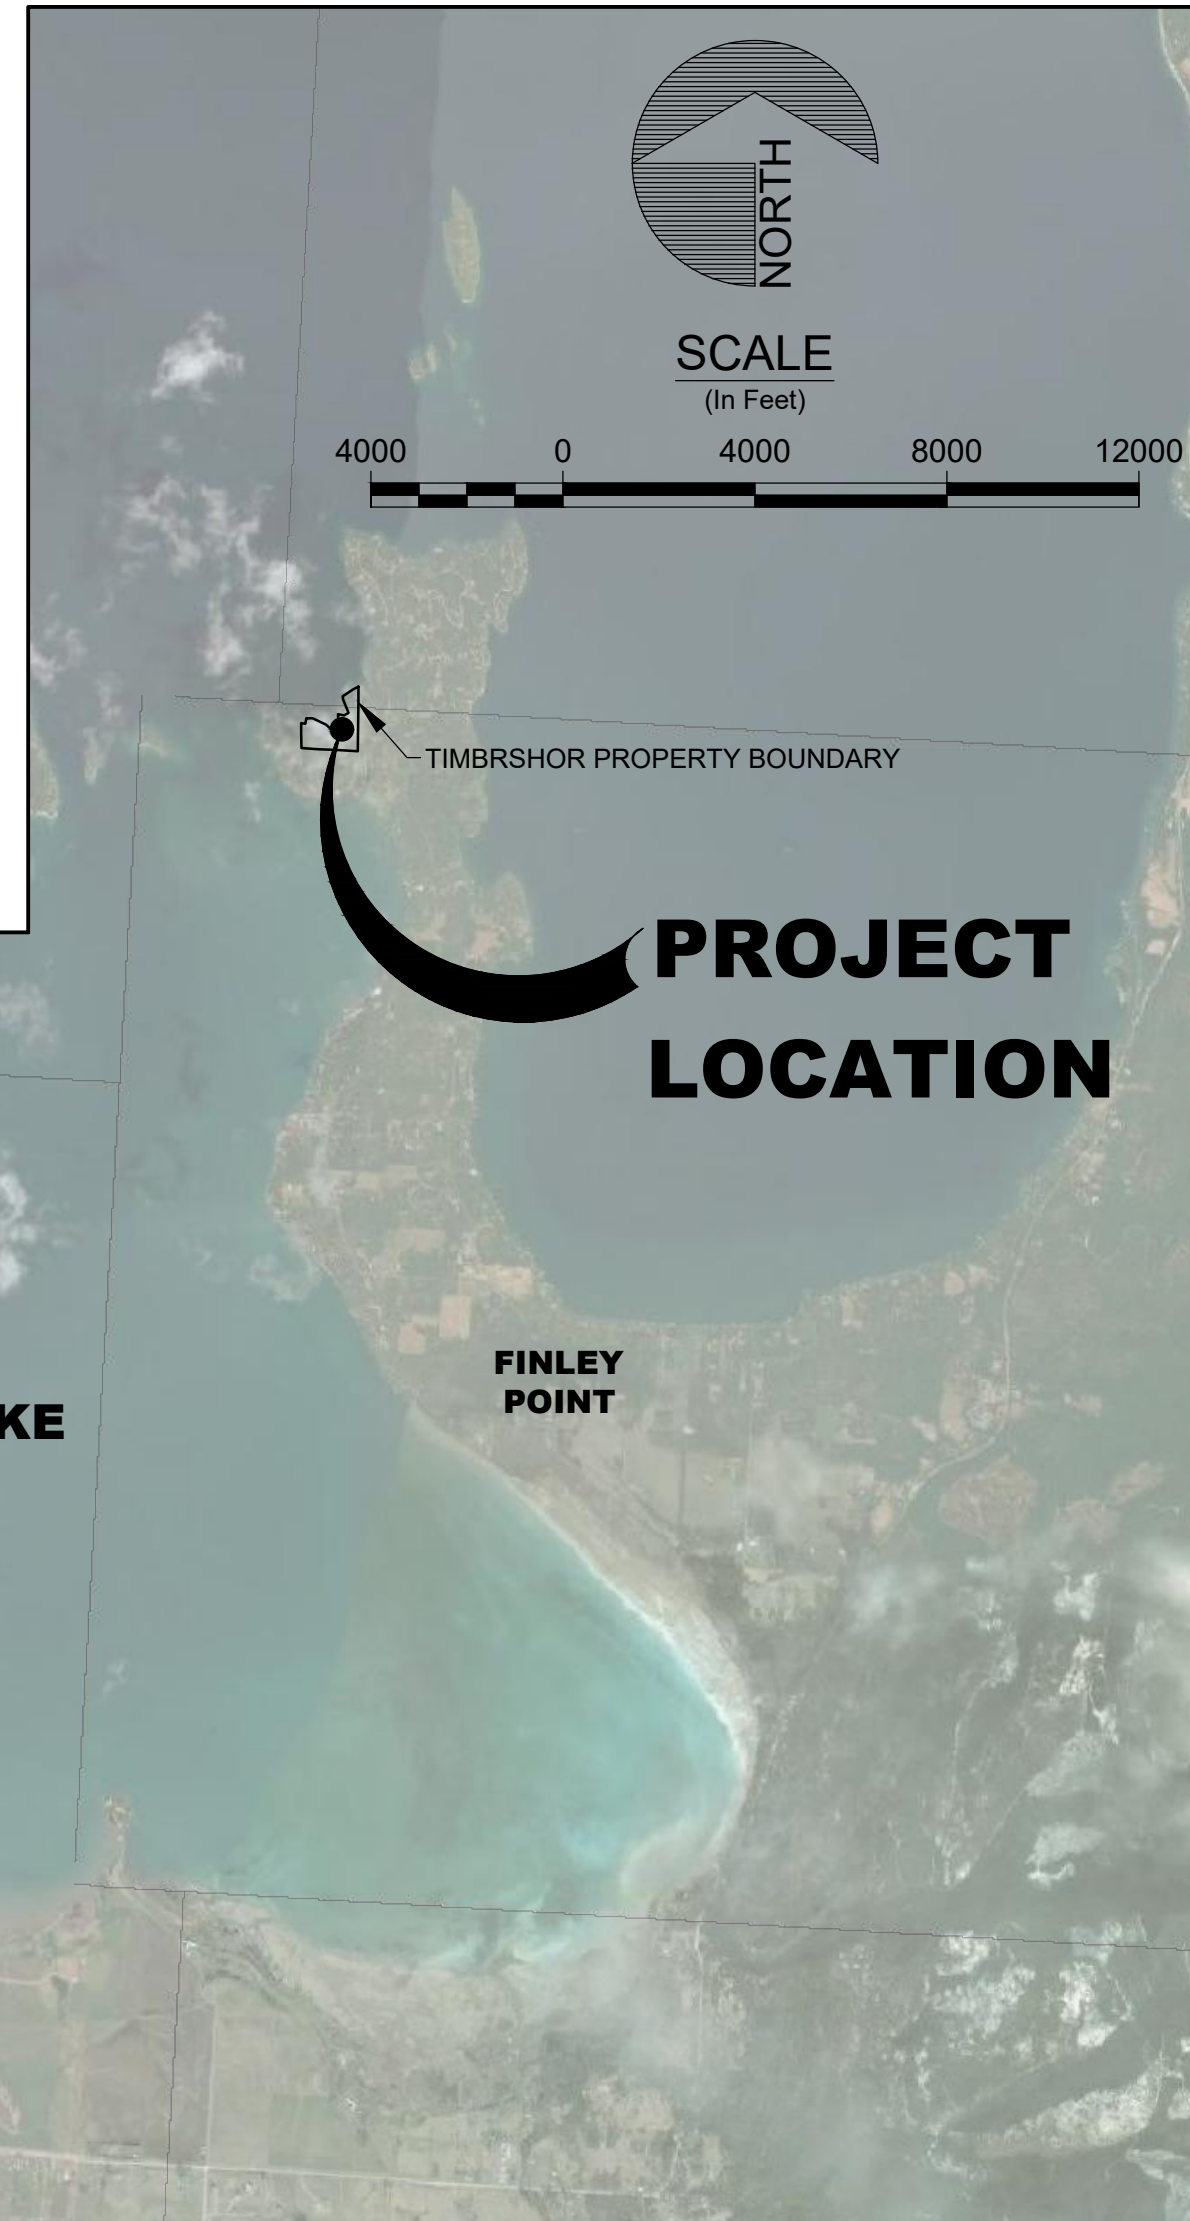 NORTH
SCALE
(In Feet)
4000 0 4000 8000 12000
TIMBRSHOR PROPERTY BOUNDARY
PROJECT
LOCATION
FINLEY
POINT
KE